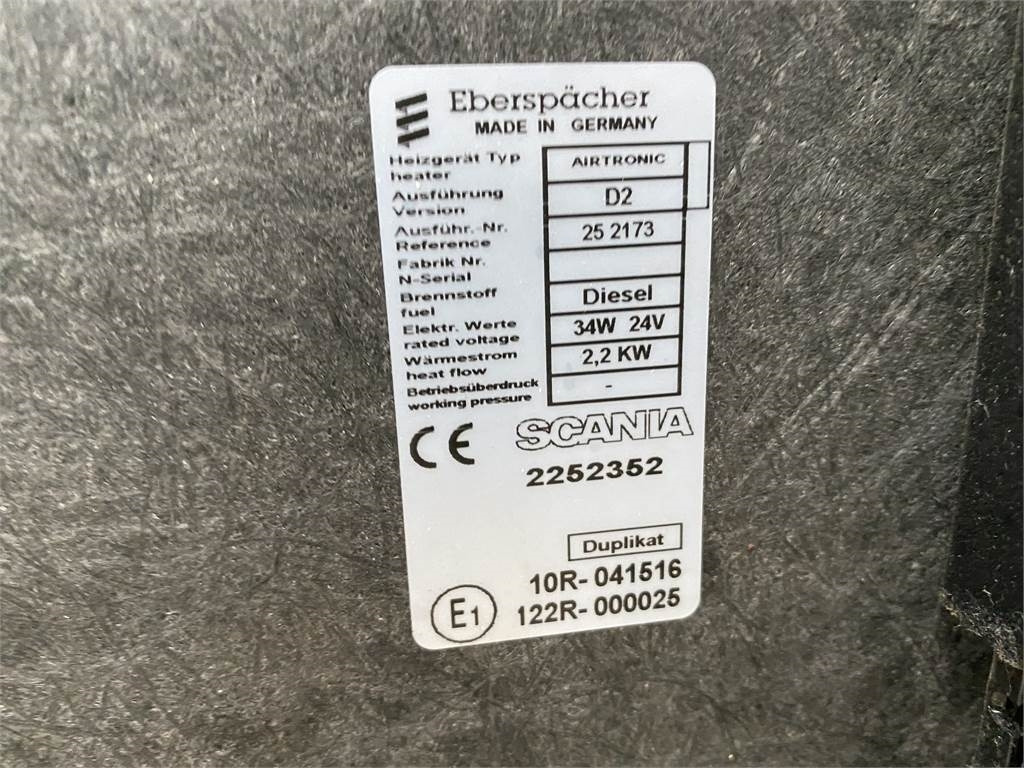 Eberspächer
MADE IN GERMANY
Heizgerät Typ AIRTRONIC
heater
Ausführung D2
Version
Ausführ.-Nr. 25 2173
Reference
Fabrik Nr.
N-Serial
Brennstoff Diesel
fuel
Elektr. Werte 34W 24V
rated voltage
Wärmestrom 2,2 KW
heat flow
Betriebsüberdruck -
working pressure
CE SCANIA
2252352
Duplikat
10R- 041516
E1 122R- 000025